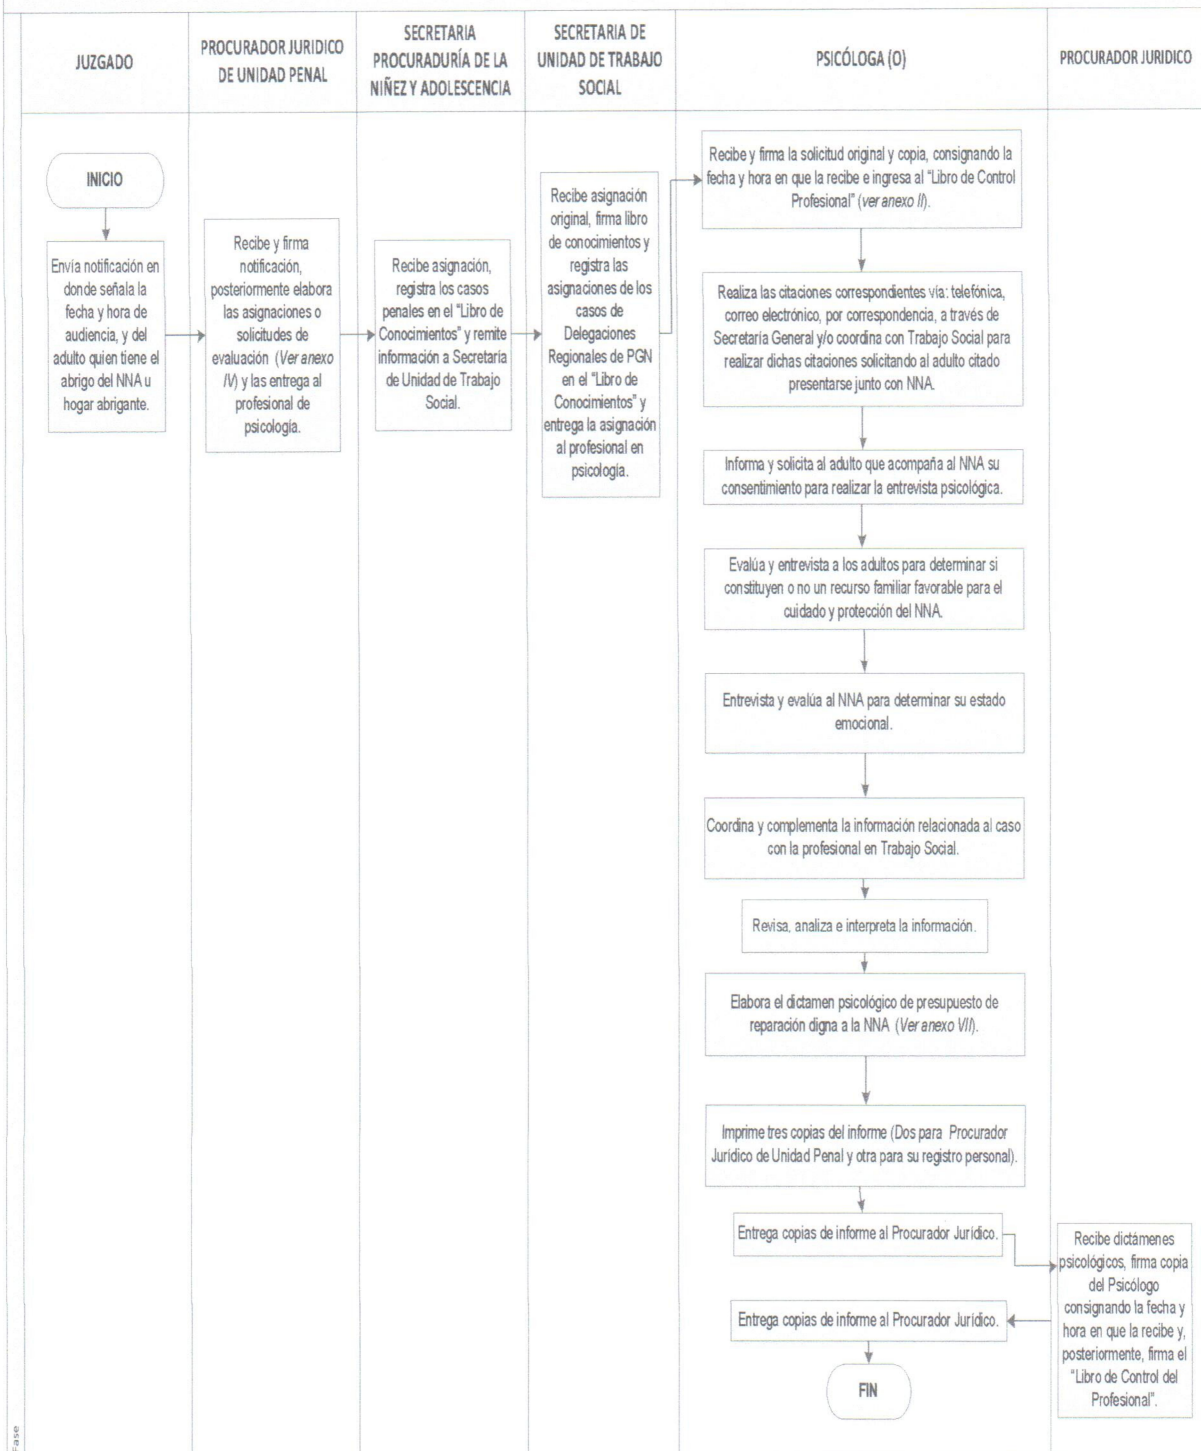 JUZGADO
PROCURADOR JURIDICO
DE UNIDAD PENAL
SECRETARIA
PROCURADURÍA DE LA
NIÑEZ Y ADOLESCENCIA
SECRETARIA DE
UNIDAD DE TRABAJO
SOCIAL
PSICÓLOGA (O)
PROCURADOR JURIDICO
INICIO
Envía notificación en
donde señala la
fecha y hora de
audiencia, y del
adulto quien tiene el
abrigo del NNA u
hogar abrigante.
Recibe y firma
notificación,
posteriormente elabora
las asignaciones o
solicitudes de
evaluación (Ver anexo
IV) y las entrega al
profesional de
psicología.
Recibe asignación,
registra los casos
penales en el “Libro de
Conocimientos” y remite
información a Secretaria
de Unidad de Trabajo
Social.
Recibe asignación
original, firma libro
de conocimientos y
registra las
asignaciones de los
casos de
Delegaciones
Regionales de PGN
en el “Libro de
Conocimientos” y
entrega la asignación
al profesional en
psicología.
Recibe y firma la solicitud original y copia, consignando la
fecha y hora en que la recibe e ingresa al “Libro de Control
Profesional” (ver anexo II).
Realiza las citaciones correspondientes vía: telefónica,
correo electrónico, por correspondencia, a través de
Secretaría General y/o coordina con Trabajo Social para
realizar dichas citaciones solicitando al adulto citado
presentarse junto con NNA.
Informa y solicita al adulto que acompaña al NNA su
consentimiento para realizar la entrevista psicológica.
Evalúa y entrevista a los adultos para determinar si
constituyen o no un recurso familiar favorable para el
cuidado y protección del NNA.
Entrevista y evalúa al NNA para determinar su estado
emocional.
Coordina y complementa la información relacionada al caso
con la profesional en Trabajo Social.
Revisa, analiza e interpreta la información.
Elabora el dictamen psicológico de presupuesto de
reparación digna a la NNA (Ver anexo VII).
Imprime tres copias del informe (Dos para Procurador
Jurídico de Unidad Penal y otra para su registro personal).
Entrega copias de informe al Procurador Jurídico.
Recibe dictámenes
psicológicos, firma copia
del Psicólogo
consignando la fecha y
hora en que la recibe y,
posteriormente, firma el
“Libro de Control del
Profesional”.
Entrega copias de informe al Procurador Jurídico.
FIN
Fase